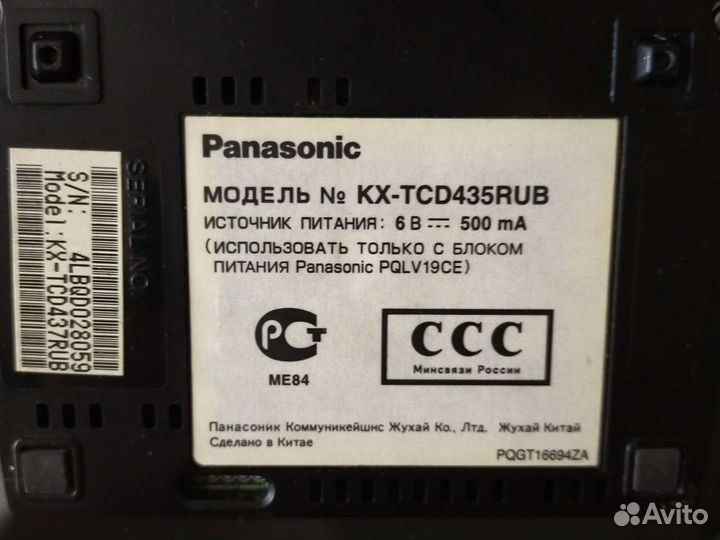 Panasonic
МОДЕЛЬ № KX-TCD435RUB
ИСТОЧНИК ПИТАНИЯ: 6 В 500 mA
(ИСПОЛЬЗОВАТЬ ТОЛЬКО С БЛОКОМ
ПИТАНИЯ Panasonic PQLV19CE)
РСТ
ME84
ССС
Минсвязи России
Панасоник Коммуникейшнс Жухай Ко., Лтд. Жухай Китай
Сделано в Китае
PQGT16694ZA
SERIAL NO.
S/N: 4LBQD028059
Model: KX-TCD437RUB
Avito